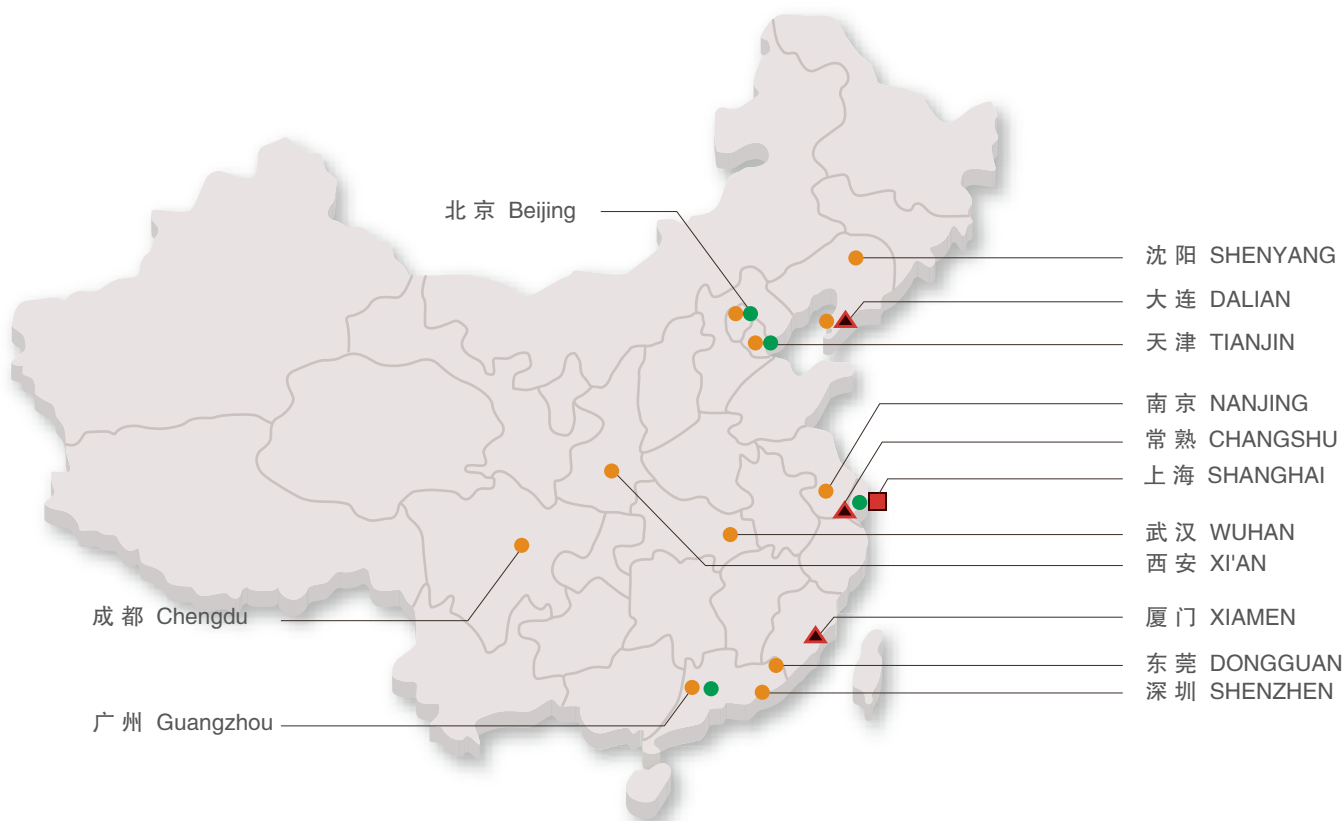 北京 Beijing
沈阳 SHENYANG
大连 DALIAN
天津 TIANJIN
南京 NANJING
常熟 CHANGSHU
上海 SHANGHAI
武汉 WUHAN
西安 XI'AN
成都 Chengdu
厦门 XIAMEN
东莞 DONGGUAN
深圳 SHENZHEN
广州 Guangzhou